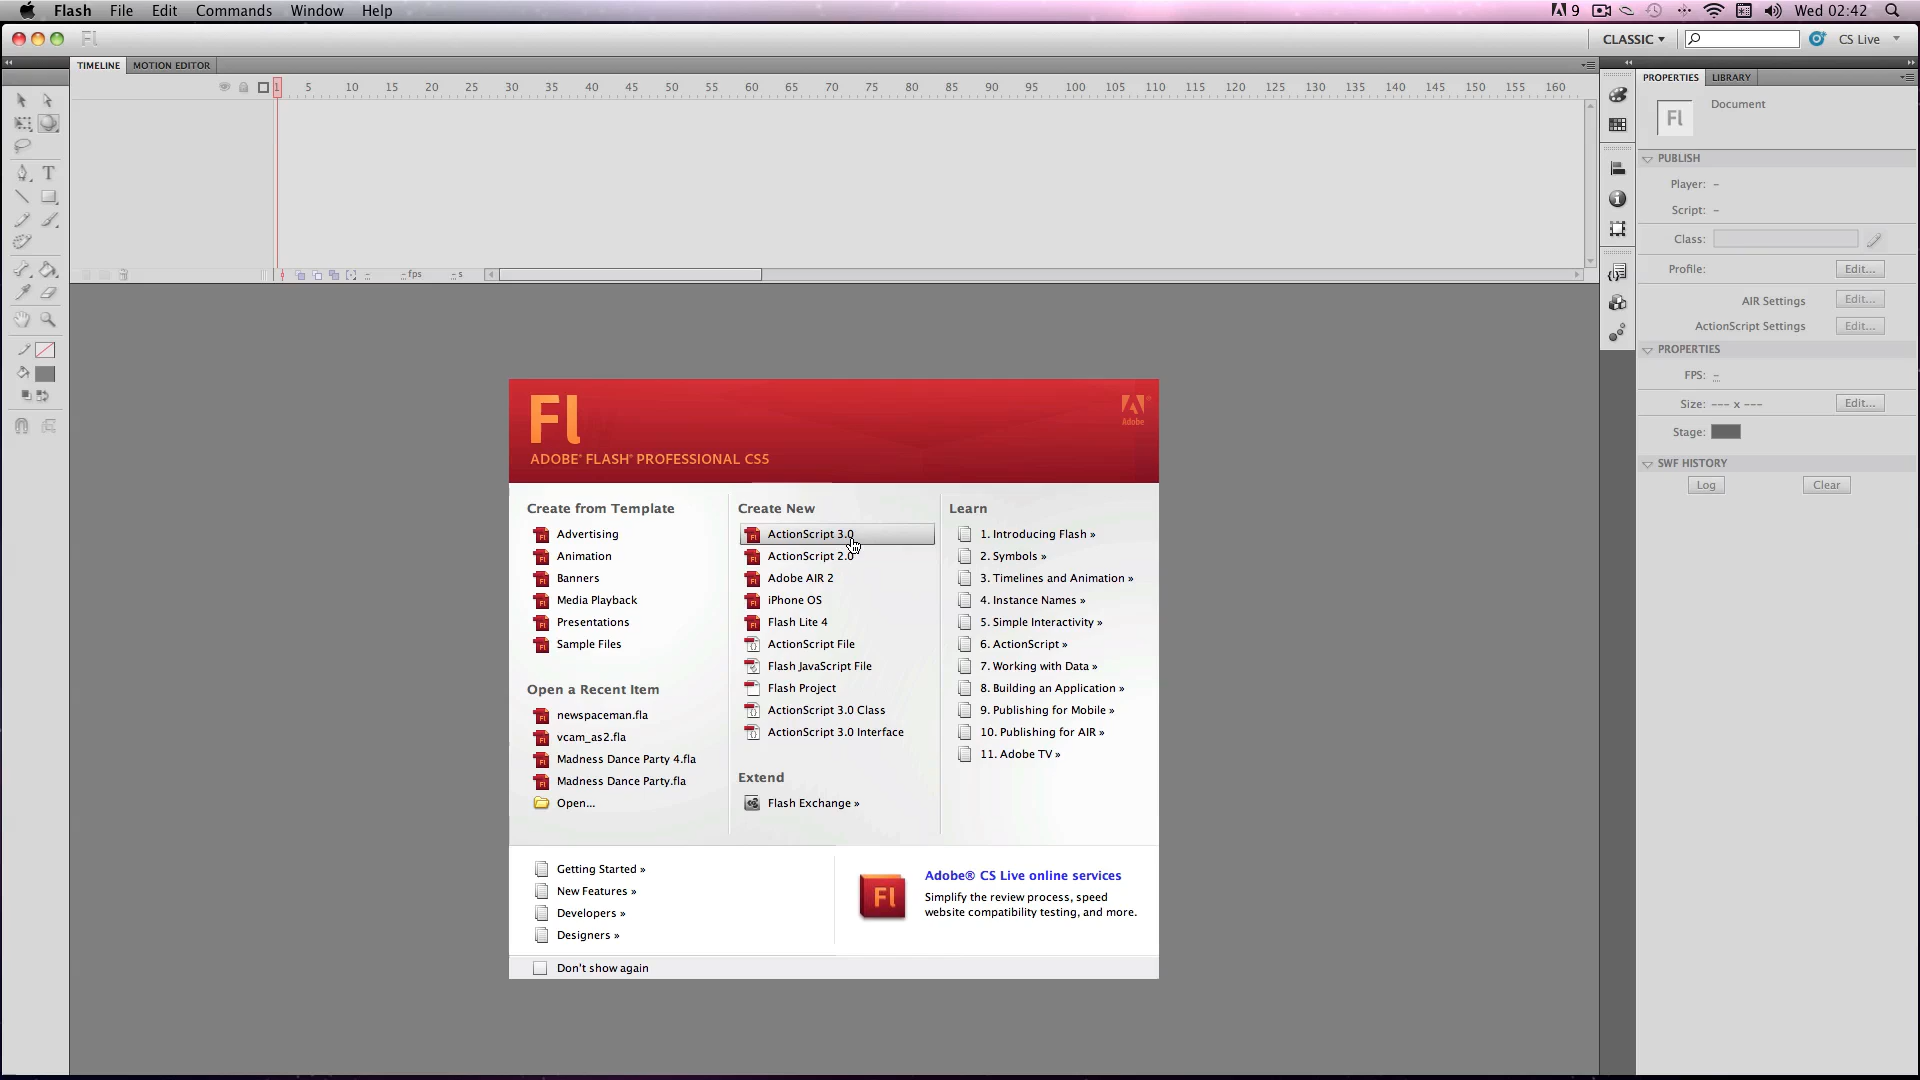 Flash File Edit Commands Window Help
9
Wed 02:42
Fl
CLASSIC
CS Live
TIMELINE MOTION EDITOR
1 5 10 15 20 25 30 35 40 45 50 55 60 65 70 75 80 85 90 95 100 105 110 115 120 125 130 135 140 145 150 155 160
- fps - s
PROPERTIES LIBRARY
Fl
Document
PUBLISH
Player: -
Script: -
Class:
Profile: Edit...
AIR Settings Edit...
ActionScript Settings Edit...
PROPERTIES
FPS: -
Size: --- x --- Edit...
Stage:
SWF HISTORY
Log Clear
Fl
Adobe
ADOBE® FLASH® PROFESSIONAL CS5
Create from Template
Advertising
Animation
Banners
Media Playback
Presentations
Sample Files
Open a Recent Item
newspaceman.fla
vcam_as2.fla
Madness Dance Party 4.fla
Madness Dance Party.fla
Open...
Create New
ActionScript 3.0
ActionScript 2.0
Adobe AIR 2
iPhone OS
Flash Lite 4
ActionScript File
Flash JavaScript File
Flash Project
ActionScript 3.0 Class
ActionScript 3.0 Interface
Extend
Flash Exchange »
Learn
1. Introducing Flash »
2. Symbols »
3. Timelines and Animation »
4. Instance Names »
5. Simple Interactivity »
6. ActionScript »
7. Working with Data »
8. Building an Application »
9. Publishing for Mobile »
10. Publishing for AIR »
11. Adobe TV »
Getting Started »
New Features »
Developers »
Designers »
Fl
Adobe® CS Live online services
Simplify the review process, speed
website compatibility testing, and more.
Don't show again